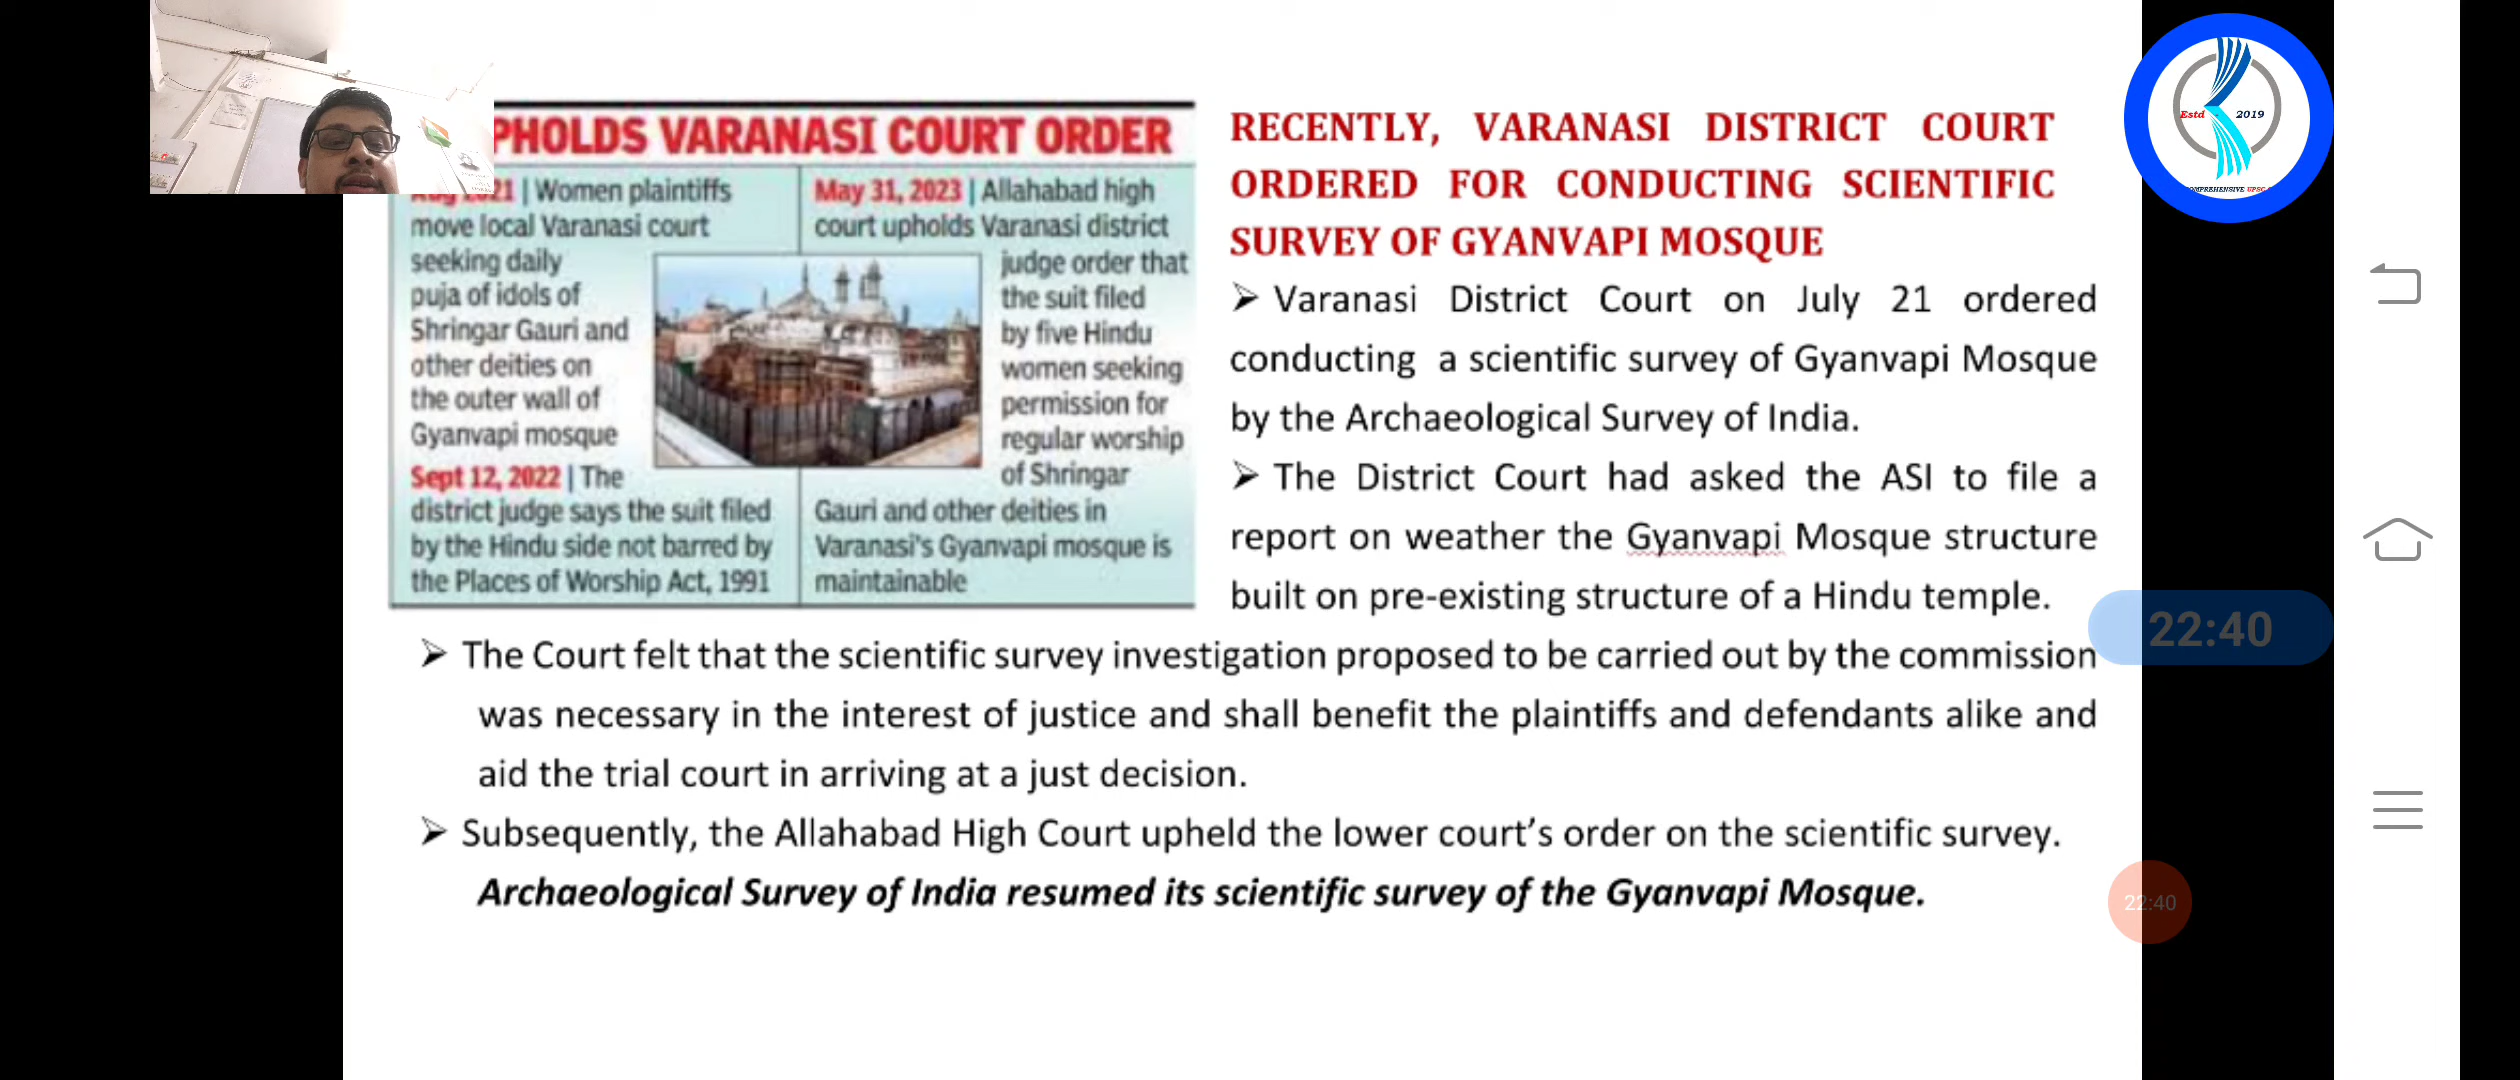 PHOLDS VARANASI COURT ORDER
Aug 2021 | Women plaintiffs
move local Varanasi court
seeking daily
puja of idols of
Shringar Gauri and
other deities on
the outer wall of
Gyanvapi mosque
Sept 12, 2022 | The
district judge says the suit filed
by the Hindu side not barred by
the Places of Worship Act, 1991
May 31, 2023 | Allahabad high
court upholds Varanasi district
judge order that
the suit filed
by five Hindu
women seeking
permission for
regular worship
of Shringar
Gauri and other deities in
Varanasi's Gyanvapi mosque is
maintainable
RECENTLY, VARANASI DISTRICT COURT
ORDERED FOR CONDUCTING SCIENTIFIC
SURVEY OF GYANVAPI MOSQUE
➢ Varanasi District Court on July 21 ordered
conducting a scientific survey of Gyanvapi Mosque
by the Archaeological Survey of India.
➢ The District Court had asked the ASI to file a
report on weather the Gyanvapi Mosque structure
built on pre-existing structure of a Hindu temple.
➢ The Court felt that the scientific survey investigation proposed to be carried out by the commission
was necessary in the interest of justice and shall benefit the plaintiffs and defendants alike and
aid the trial court in arriving at a just decision.
➢ Subsequently, the Allahabad High Court upheld the lower court’s order on the scientific survey.
Archaeological Survey of India resumed its scientific survey of the Gyanvapi Mosque.
Estd 2019
OMPREHENSIVE UPSC
22:40
22:40